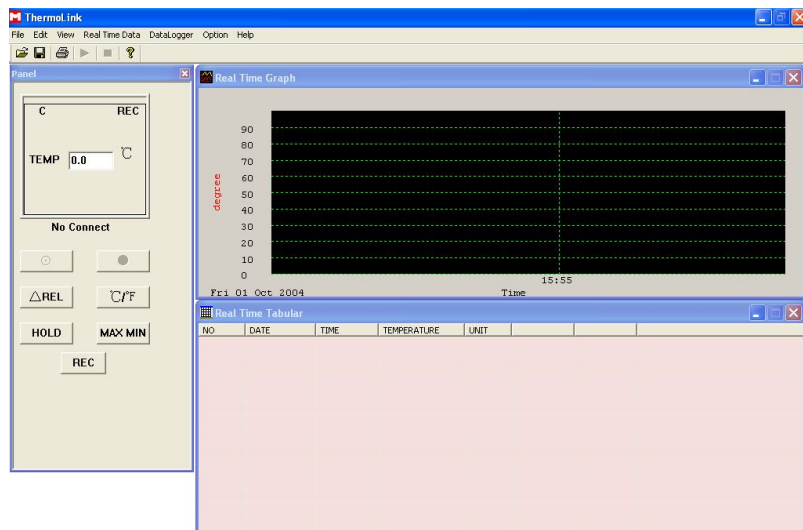 ThermoLink
File Edit View Real Time Data DataLogger Option Help
Panel
C REC
TEMP 0.0 ℃
No Connect
△REL ℃/℉
HOLD MAX MIN
REC
Real Time Graph
degree
90
80
70
60
50
40
30
20
10
0
15:55
Fri 01 Oct 2004 Time
Real Time Tabular
NO DATE TIME TEMPERATURE UNIT